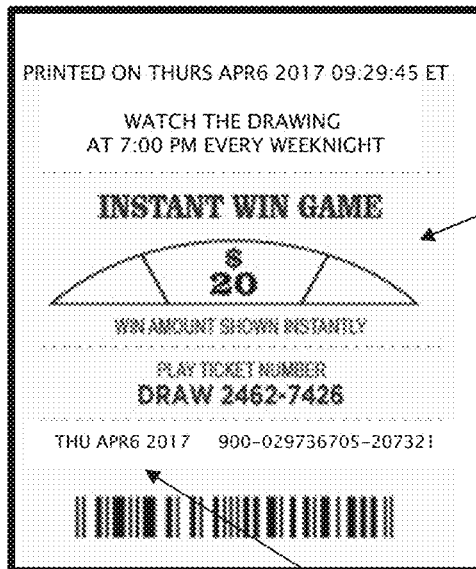 PRINTED ON THURS APR6 2017 09:29:45 ET
WATCH THE DRAWING
AT 7:00 PM EVERY WEEKNIGHT
INSTANT WIN GAME
$
20
WIN AMOUNT SHOWN INSTANTLY
PLAY TICKET NUMBER
DRAW 2462-7426
THU APR6 2017 900-029736705-207321